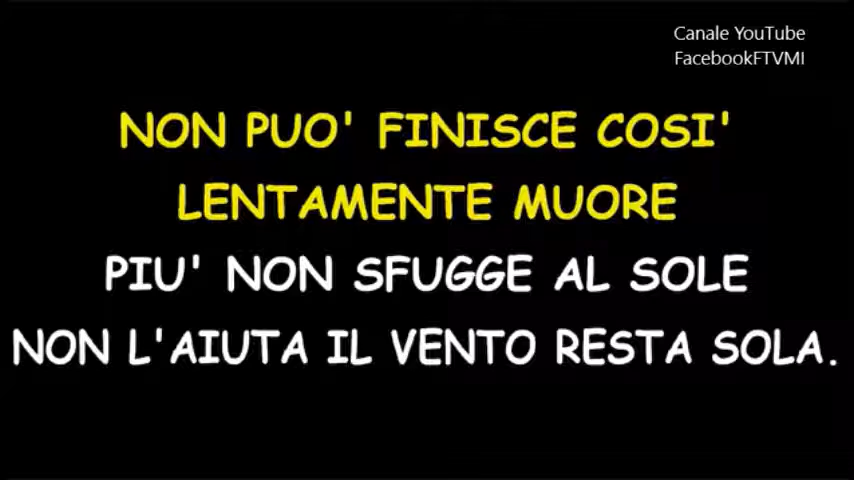 Canale YouTube
FacebookFTVMI
NON PUO' FINISCE COSI'
LENTAMENTE MUORE
PIU' NON SFUGGE AL SOLE
NON L'AIUTA IL VENTO RESTA SOLA.